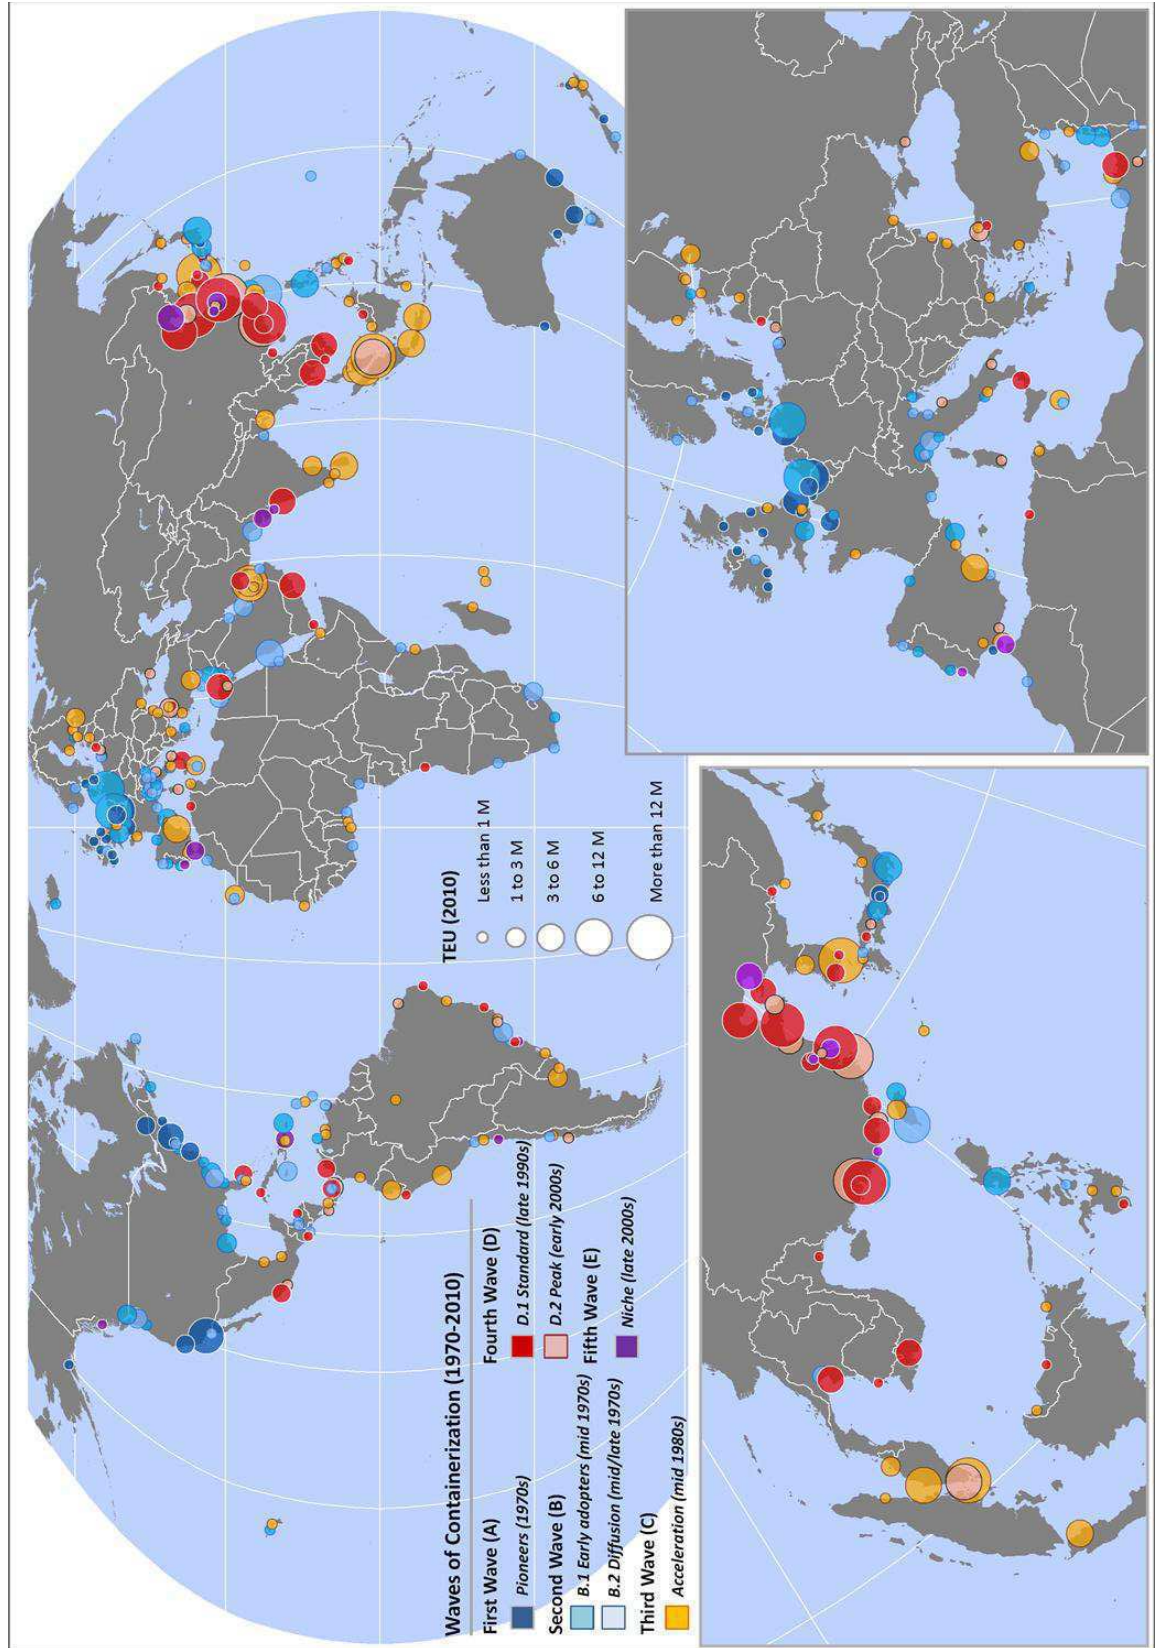 Waves of Containerization (1970-2010)
First Wave (A)
Pioneers (1970s)
Second Wave (B)
B.1 Early adopters (mid 1970s)
B.2 Diffusion (mid/late 1970s)
Third Wave (C)
Acceleration (mid 1980s)
Fourth Wave (D)
D.1 Standard (late 1990s)
D.2 Peak (early 2000s)
Fifth Wave (E)
Niche (late 2000s)
TEU (2010)
Less than 1 M
1 to 3 M
3 to 6 M
6 to 12 M
More than 12 M